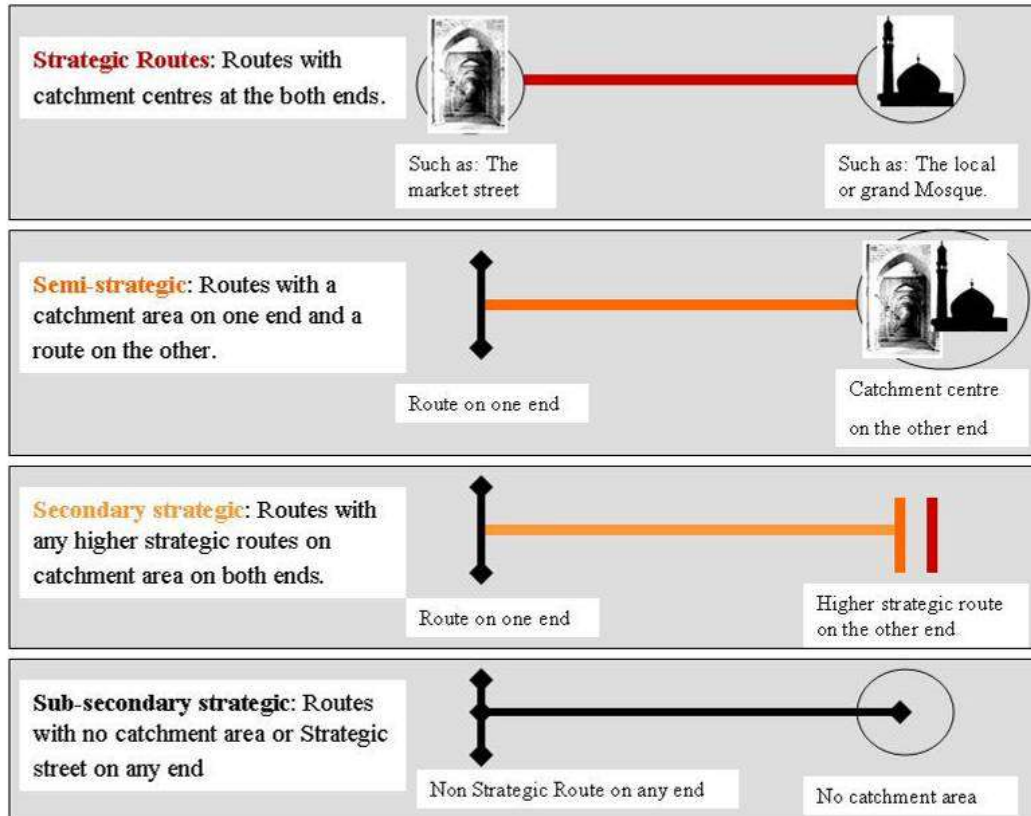 Strategic Routes: Routes with
catchment centres at the both ends.
Such as: The
market street
Such as: The local
or grand Mosque.
Semi-strategic: Routes with a
catchment area on one end and a
route on the other.
Route on one end
Catchment centre
on the other end
Secondary strategic: Routes with
any higher strategic routes on
catchment area on both ends.
Route on one end
Higher strategic route
on the other end
Sub-secondary strategic: Routes
with no catchment area or Strategic
street on any end
Non Strategic Route on any end
No catchment area